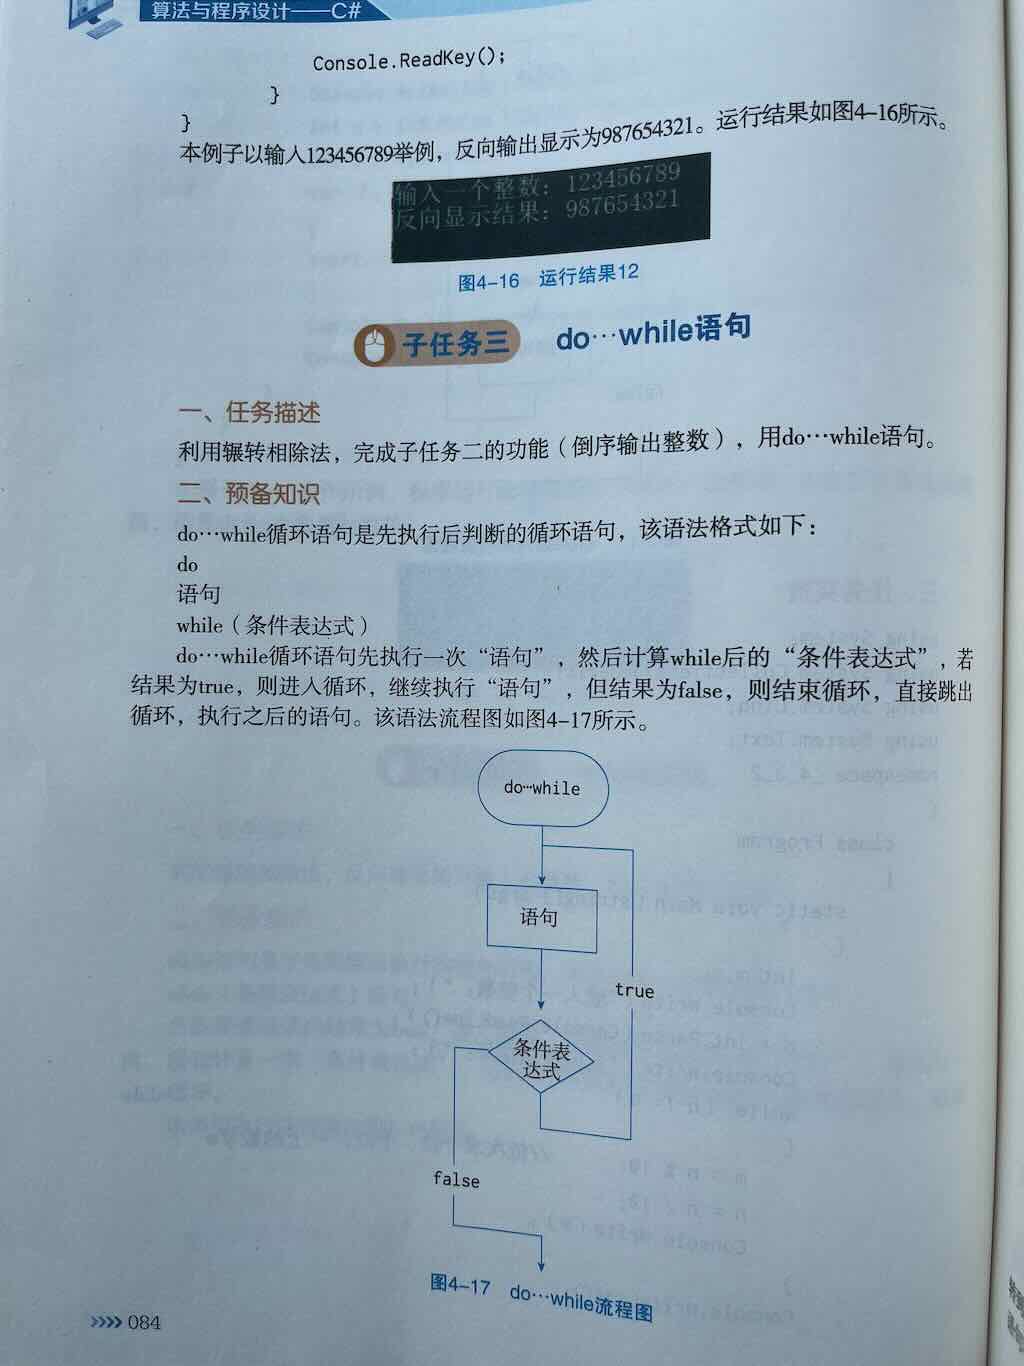 算法与程序设计——C#
Console.ReadKey();
}
}
本例子以输入123456789举例，反向输出显示为987654321。运行结果如图4-16所示。
输入一个整数：123456789
反向显示结果：987654321
图4-16 运行结果12
子任务三 do…while语句
一、任务描述
利用辗转相除法，完成子任务二的功能（倒序输出整数），用do…while语句。
二、预备知识
do…while循环语句是先执行后判断的循环语句，该语法格式如下：
do
语句
while（条件表达式）
do…while循环语句先执行一次“语句”，然后计算while后的“条件表达式”，若
结果为true，则进入循环，继续执行“语句”，但结果为false，则结束循环，直接跳出
循环，执行之后的语句。该语法流程图如图4-17所示。
do…while
语句
true
条件表
达式
false
图4-17 do…while流程图
>>>> 084